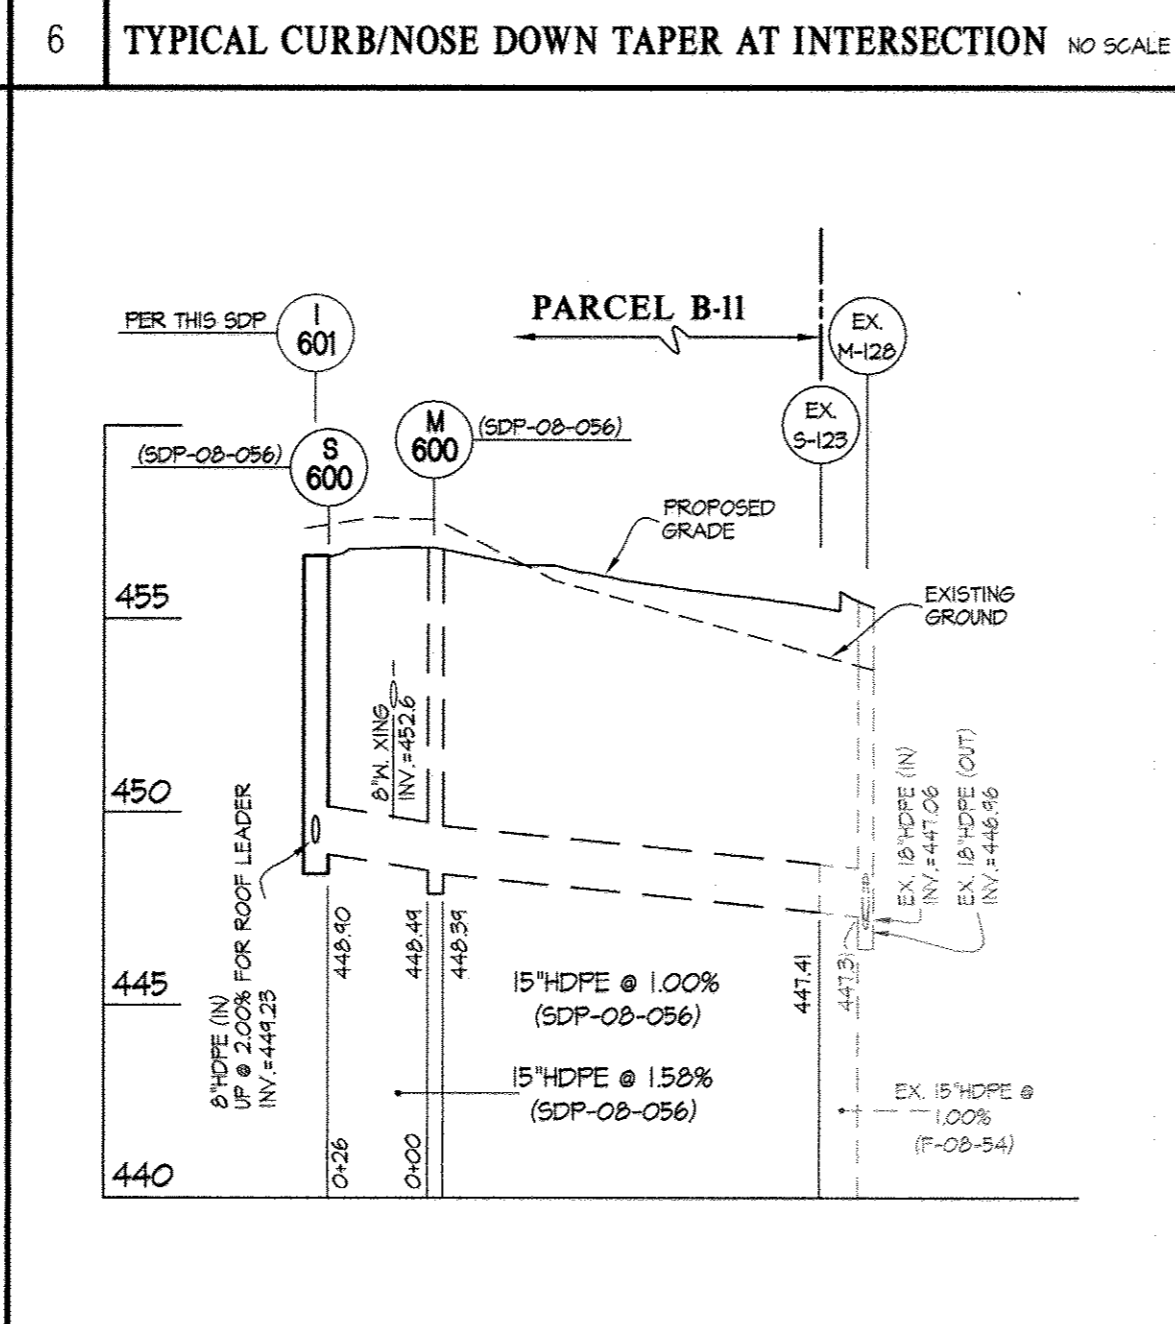 6
TYPICAL CURB/NOSE DOWN TAPER AT INTERSECTION NO SCALE
PER THIS SDP
I
601
PARCEL B-11
EX.
M-128
(SDP-08-056)
S
600
M
600
(SDP-08-056)
EX.
S-123
PROPOSED
GRADE
EXISTING
GROUND
455
450
445
440
8"W. XING
INV.=452.6
8"HDPE (IN)
UP @ 2.00% FOR ROOF LEADER
INV.=449.23
EX. 18"HDPE (IN)
INV.=447.06
EX. 18"HDPE (OUT)
INV.=446.96
448.90
448.49
448.39
447.41
447.31
15"HDPE @ 1.00%
(SDP-08-056)
15"HDPE @ 1.58%
(SDP-08-056)
EX. 15"HDPE @
1.00%
(F-08-54)
0+26
0+00